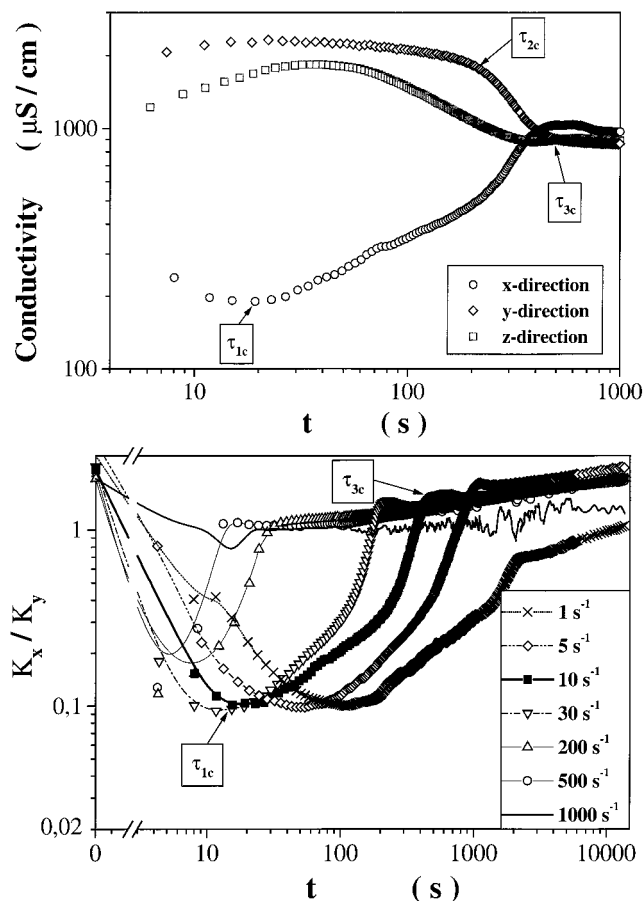 Conductivity ( μS / cm )
1000
100
τ2c
τ3c
τ1c
x-direction
y-direction
z-direction
10
100
1000
t ( s )
Kx / Ky
1
0,1
0,02
τ3c
τ1c
1 s-1
5 s-1
10 s-1
30 s-1
200 s-1
500 s-1
1000 s-1
0
10
100
1000
10000
t ( s )